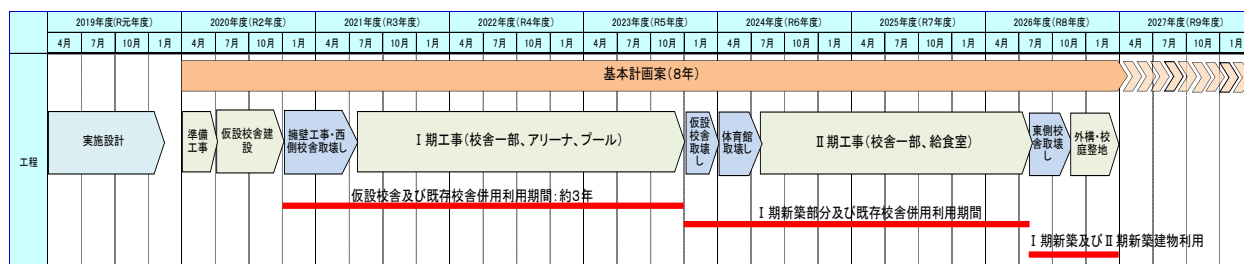 2019年度(R元年度) 2020年度(R2年度) 2021年度(R3年度) 2022年度(R4年度) 2023年度(R5年度) 2024年度(R6年度) 2025年度(R7年度) 2026年度(R8年度) 2027年度(R9年度)
4月 7月 10月 1月 4月 7月 10月 1月 4月 7月 10月 1月 4月 7月 10月 1月 4月 7月 10月 1月 4月 7月 10月 1月 4月 7月 10月 1月 4月 7月 10月 1月 4月 7月 10月 1月
基本計画案(8年)
工程
実施設計
準備
工事
仮設校舎建
設
擁壁工事・西
側校舎取壊し
Ⅰ期工事(校舎一部、アリーナ、プール)
仮設
校舎
取壊
し
体育館
取壊し
Ⅱ期工事(校舎一部、給食室)
東側校
舎取壊
し
外構・校
庭整地
仮設校舎及び既存校舎併用利用期間:約3年
Ⅰ期新築部分及び既存校舎併用利用期間
Ⅰ期新築及びⅡ期新築建物利用